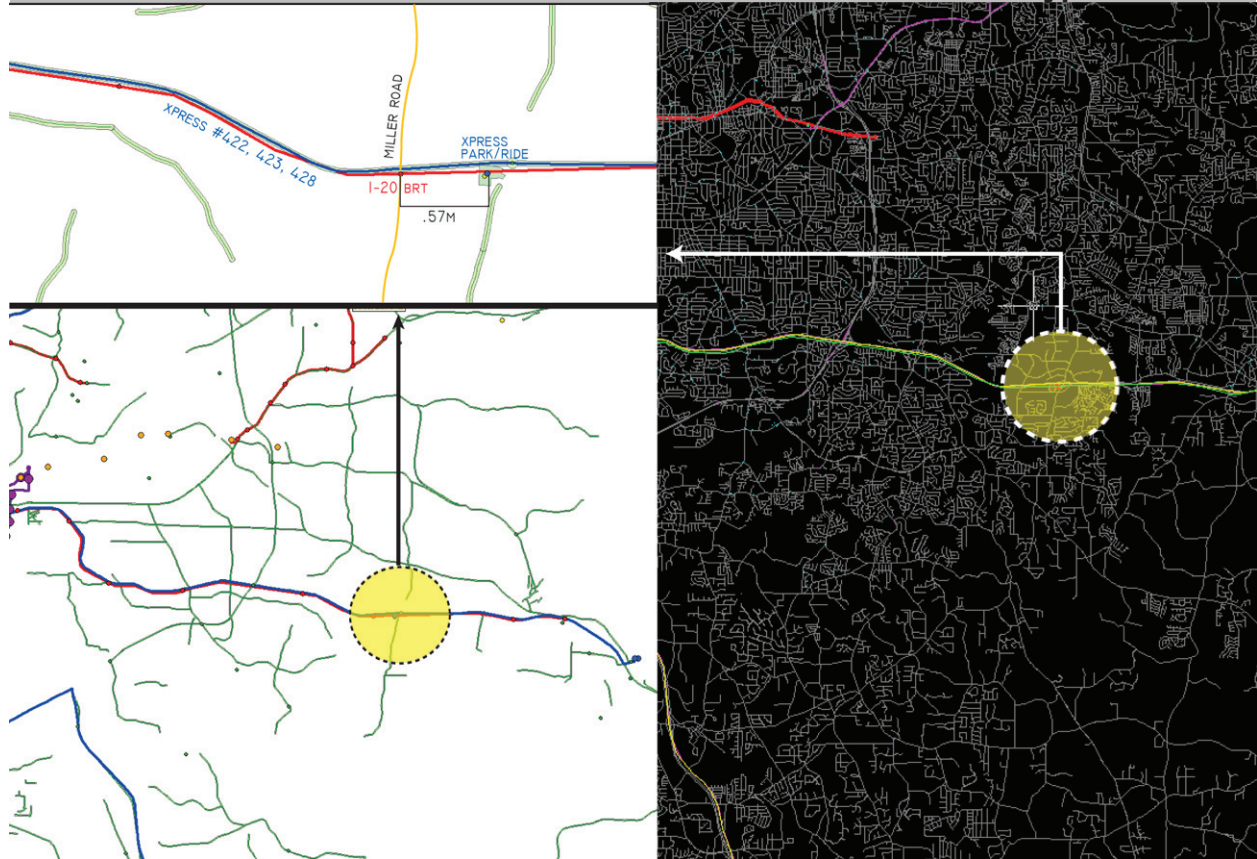 XPRESS #422, 423, 428
MILLER ROAD
XPRESS
PARK/RIDE
I-20 BRT
.57M